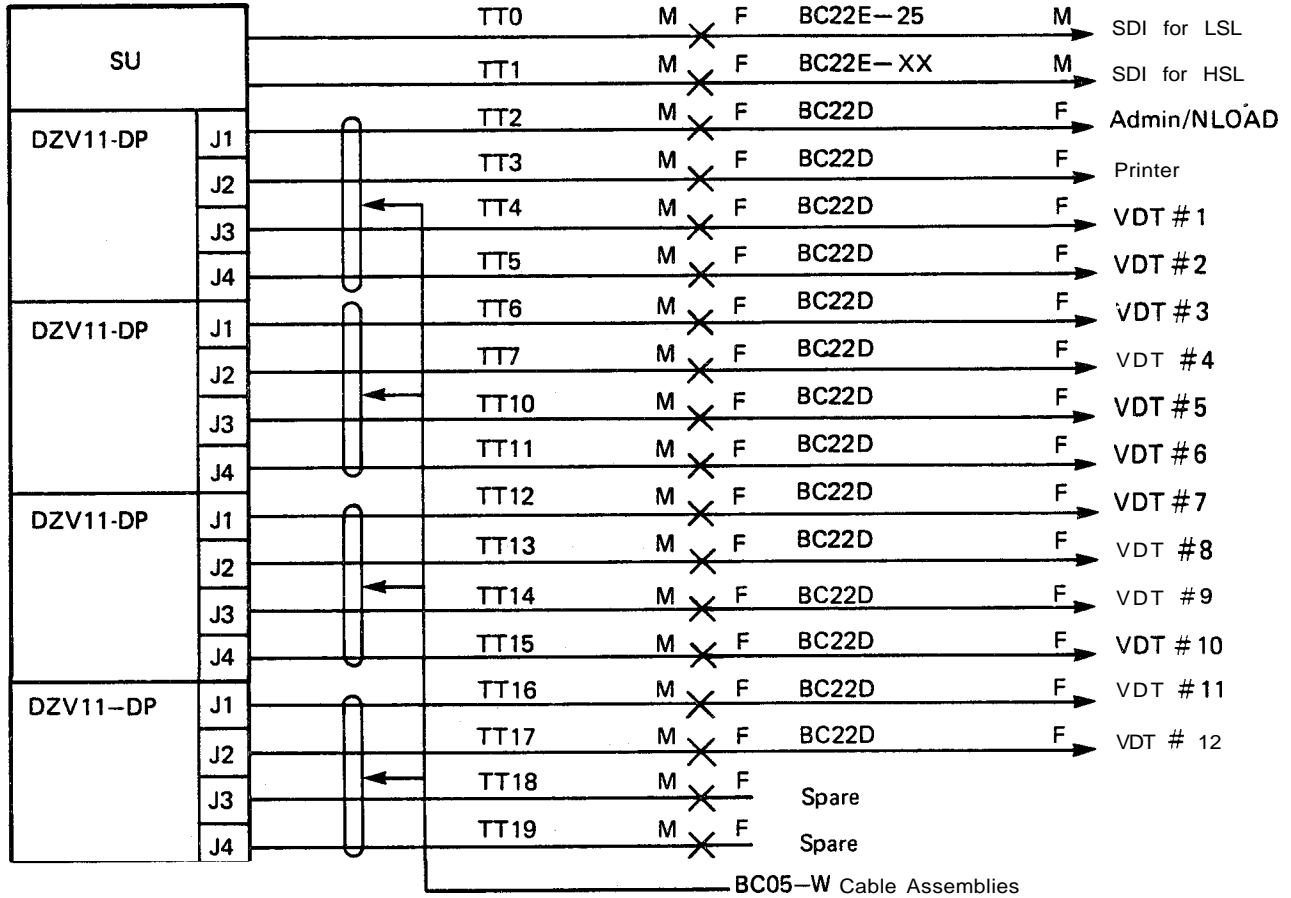 TT0 M F BC22E-25 M SDI for LSL
SU
TT1 M F BC22E-XX M SDI for HSL
DZV11-DP J1 TT2 M F BC22D F Admin/NLOAD
J2 TT3 M F BC22D F Printer
J3 TT4 M F BC22D F VDT #1
J4 TT5 M F BC22D F VDT #2
DZV11-DP J1 TT6 M F BC22D F VDT #3
J2 TT7 M F BC22D F VDT #4
J3 TT10 M F BC22D F VDT #5
J4 TT11 M F BC22D F VDT #6
DZV11-DP J1 TT12 M F BC22D F VDT #7
J2 TT13 M F BC22D F VDT #8
J3 TT14 M F BC22D F VDT #9
J4 TT15 M F BC22D F VDT #10
DZV11-DP J1 TT16 M F BC22D F VDT #11
J2 TT17 M F BC22D F VDT # 12
J3 TT18 M F Spare
J4 TT19 M F Spare
BC05-W Cable Assemblies